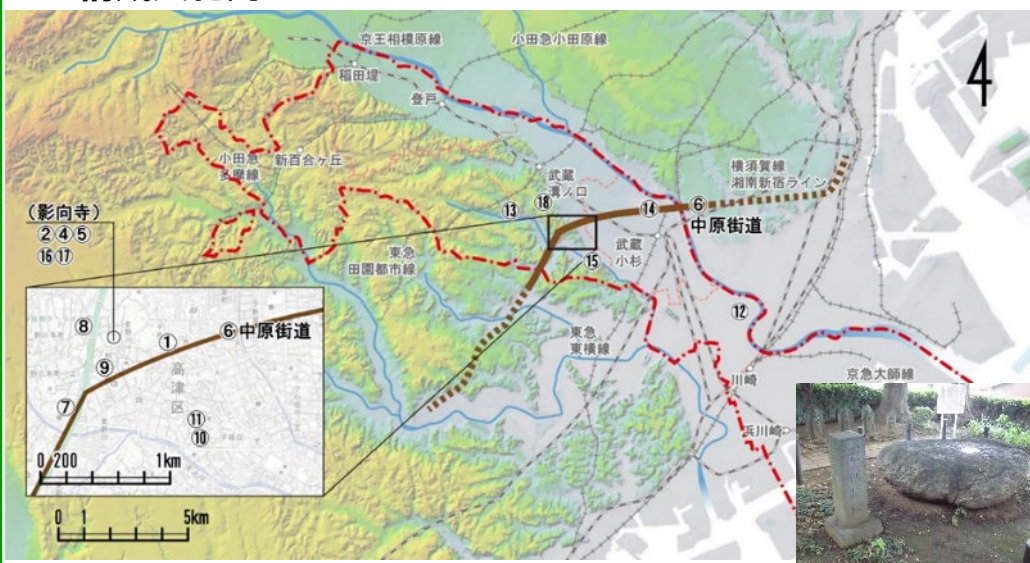 京王相模原線
小田急小田原線
稲田堤
登戸
新百合ヶ丘
小田急
多摩線
武蔵
溝ノ口
横須賀線
湘南新宿ライン
(影向寺)
②④⑤
⑯⑰
⑬
⑱
⑭
⑥
中原街道
東急
田園都市線
武蔵
小杉
⑮
⑫
東急
東横線
川崎
京急大師線
浜川崎
⑧
①
⑥中原街道
⑨
高津区
⑦
⑪
⑩
0 200 1km
0 1 5km